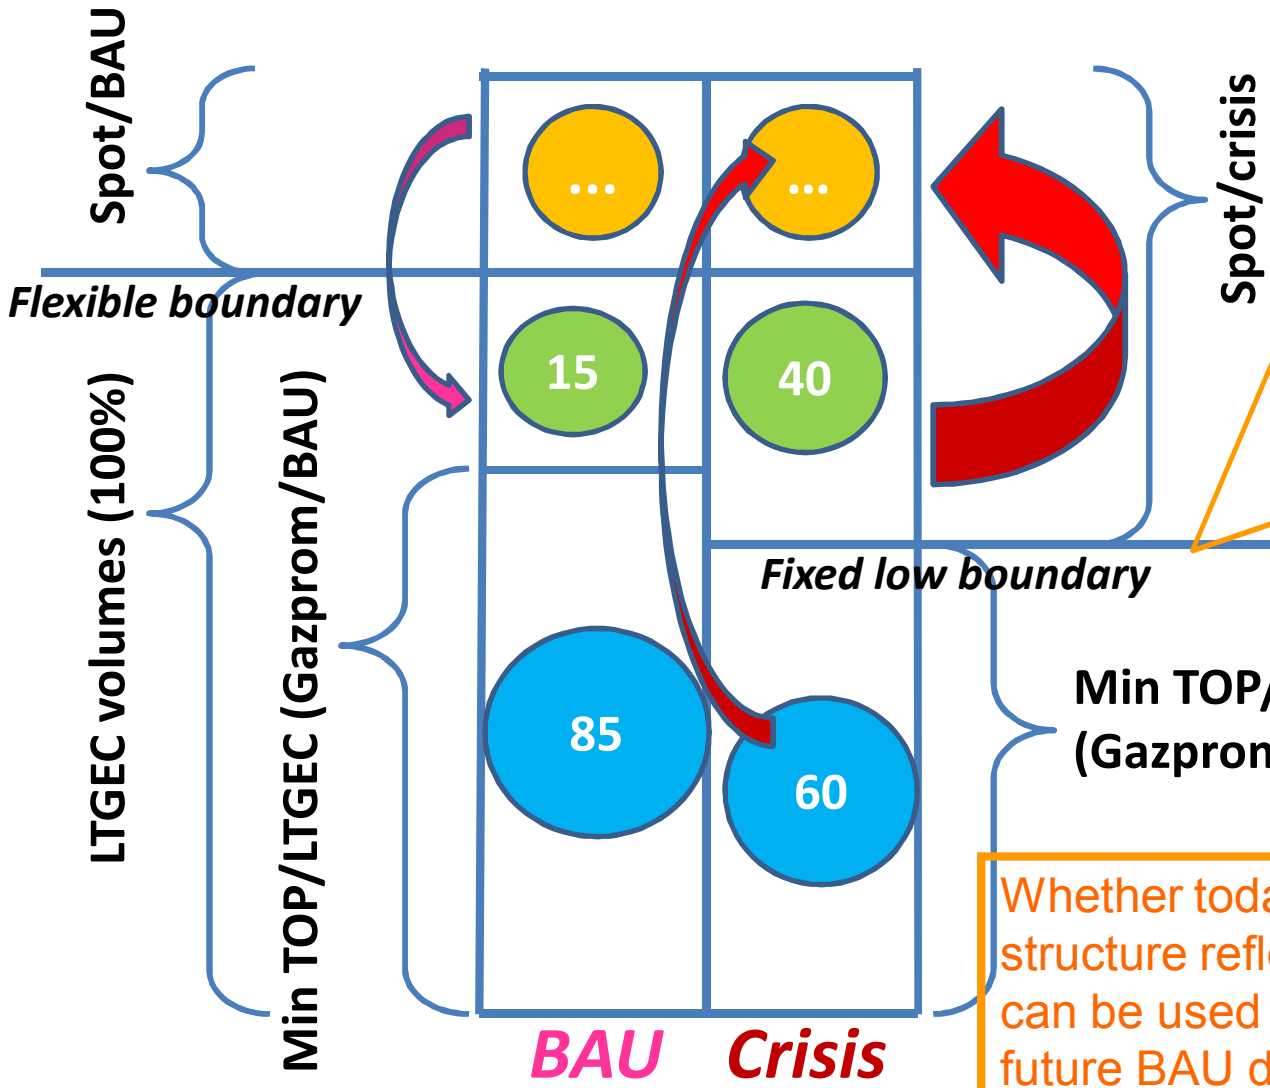 Spot/BAU
...
...
Spot/crisis
Flexible boundary
15
40
LTGEC volumes (100%)
Min TOP/LTGEC (Gazprom/BAU)
Fixed low boundary
85
60
Min TOP/
(Gazprom
Whether toda
structure refle
can be used
future BAU d
BAU
Crisis